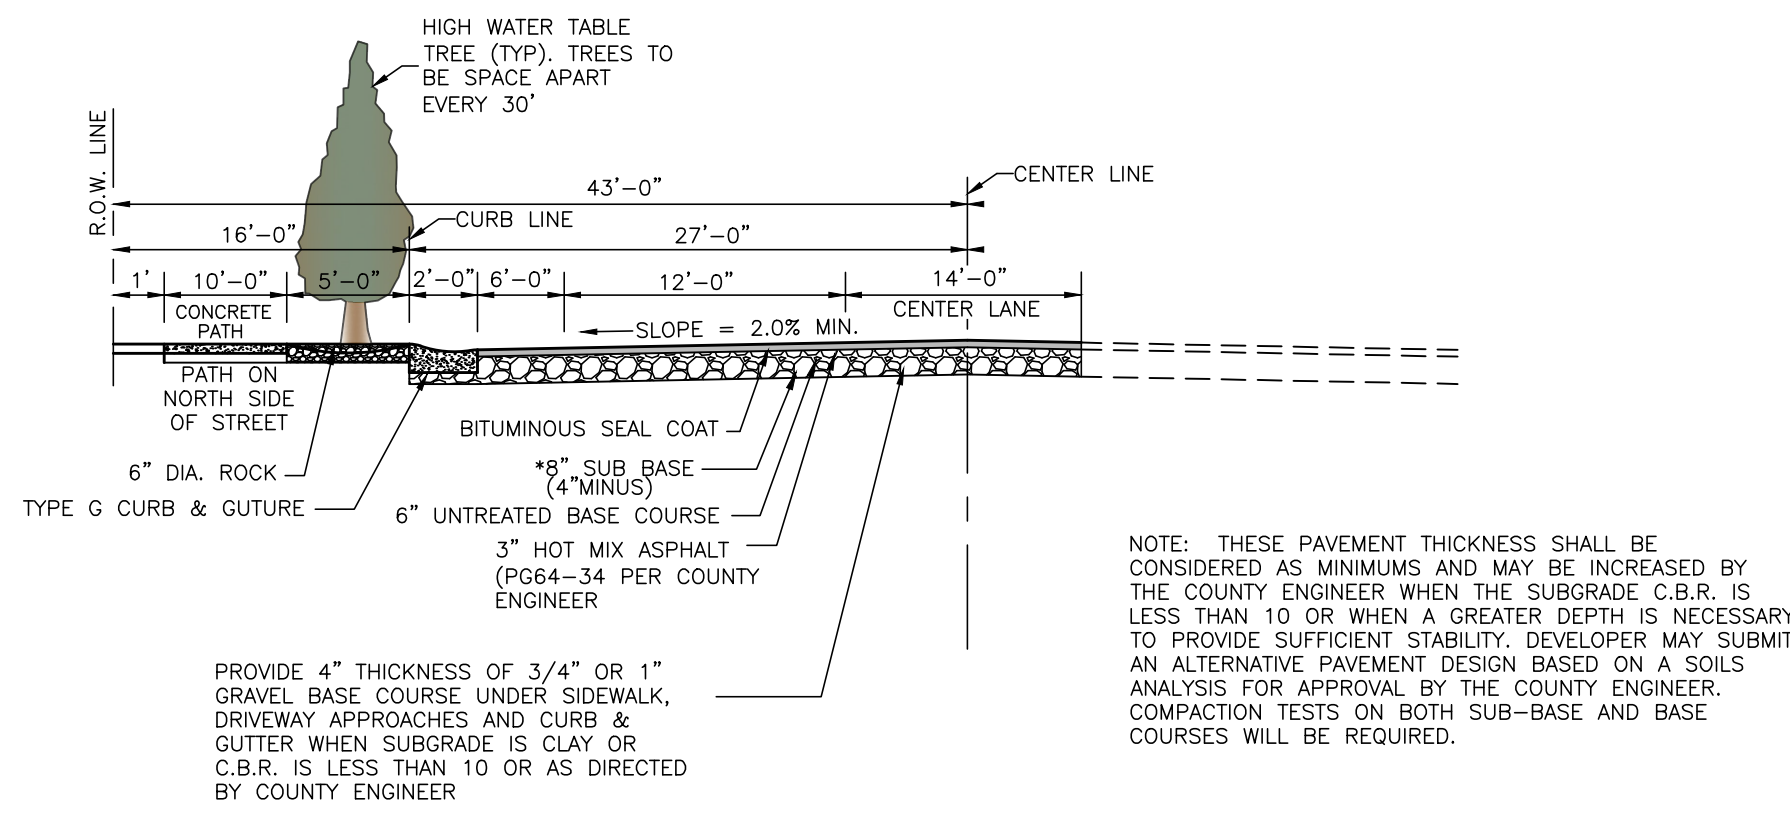 HIGH WATER TABLE
TREE (TYP). TREES TO
BE SPACE APART
EVERY 30'
R.O.W. LINE
CENTER LINE
43'-0"
CURB LINE
16'-0"
27'-0"
1'
10'-0"
5'-0"
2'-0"
6'-0"
12'-0"
14'-0"
CONCRETE
PATH
CENTER LANE
SLOPE = 2.0% MIN.
PATH ON
NORTH SIDE
OF STREET
6" DIA. ROCK
TYPE G CURB & GUTURE
BITUMINOUS SEAL COAT
*8" SUB BASE
(4"MINUS)
6" UNTREATED BASE COURSE
3" HOT MIX ASPHALT
(PG64-34 PER COUNTY
ENGINEER
PROVIDE 4" THICKNESS OF 3/4" OR 1"
GRAVEL BASE COURSE UNDER SIDEWALK,
DRIVEWAY APPROACHES AND CURB &
GUTTER WHEN SUBGRADE IS CLAY OR
C.B.R. IS LESS THAN 10 OR AS DIRECTED
BY COUNTY ENGINEER
NOTE: THESE PAVEMENT THICKNESS SHALL BE
CONSIDERED AS MINIMUMS AND MAY BE INCREASED BY
THE COUNTY ENGINEER WHEN THE SUBGRADE C.B.R. IS
LESS THAN 10 OR WHEN A GREATER DEPTH IS NECESSARY
TO PROVIDE SUFFICIENT STABILITY. DEVELOPER MAY SUBMIT
AN ALTERNATIVE PAVEMENT DESIGN BASED ON A SOILS
ANALYSIS FOR APPROVAL BY THE COUNTY ENGINEER.
COMPACTION TESTS ON BOTH SUB-BASE AND BASE
COURSES WILL BE REQUIRED.